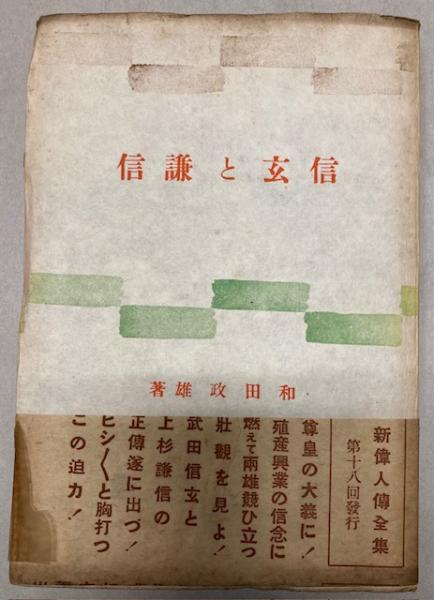 信玄と謙信
和田政雄著
新偉人傳全集
第十八回發行
尊皇の大義に！
殖産興業の信念に
燃えて兩雄競ひ立つ
壯觀を見よ！
武田信玄と
上杉謙信の
正傳遂に出づ！
ヒシ〱と胸打つ
この迫力！